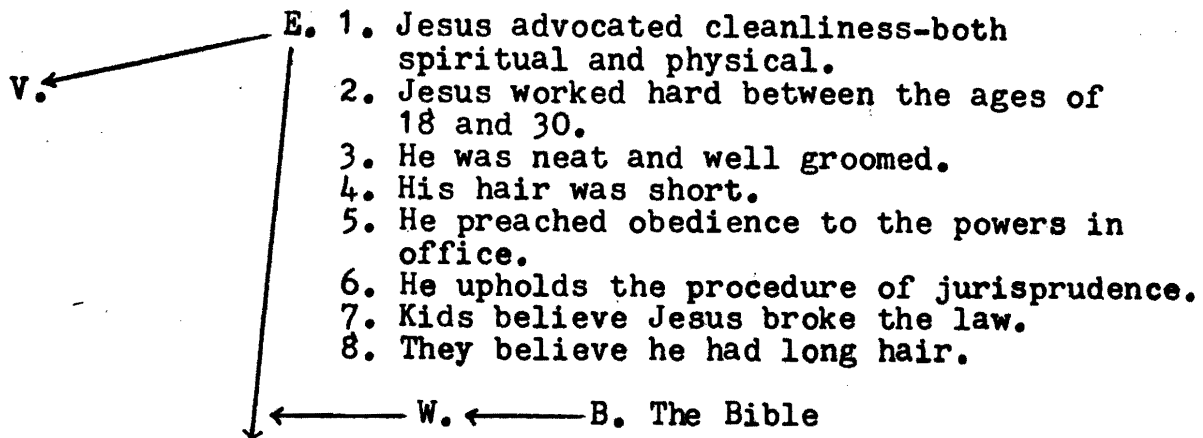 E. 1. Jesus advocated cleanliness-both
spiritual and physical.
V.
2. Jesus worked hard between the ages of
18 and 30.
3. He was neat and well groomed.
4. His hair was short.
5. He preached obedience to the powers in
office.
6. He upholds the procedure of jurisprudence.
7. Kids believe Jesus broke the law.
8. They believe he had long hair.
W. B. The Bible